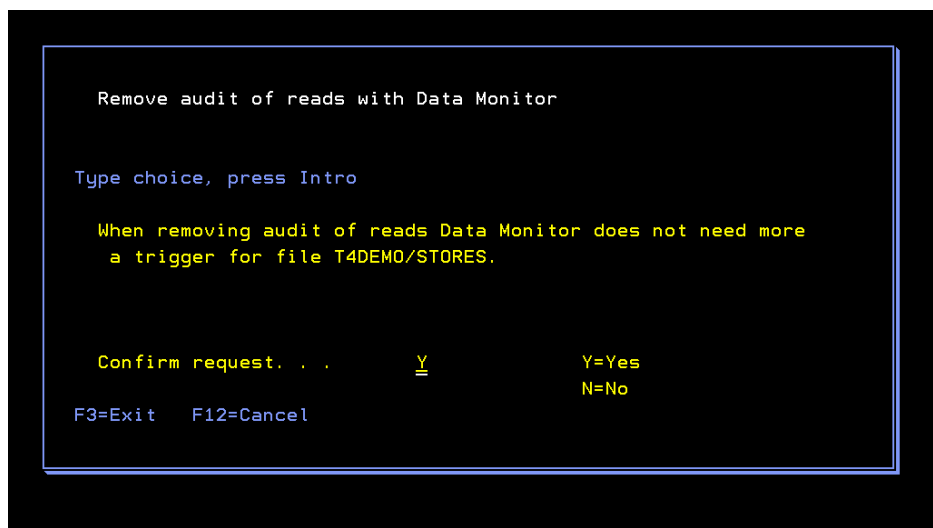 Remove audit of reads with Data Monitor
Type choice, press Intro
When removing audit of reads Data Monitor does not need more
a trigger for file T4DEMO/STORES.
Confirm request. . . Y Y=Yes
N=No
F3=Exit F12=Cancel